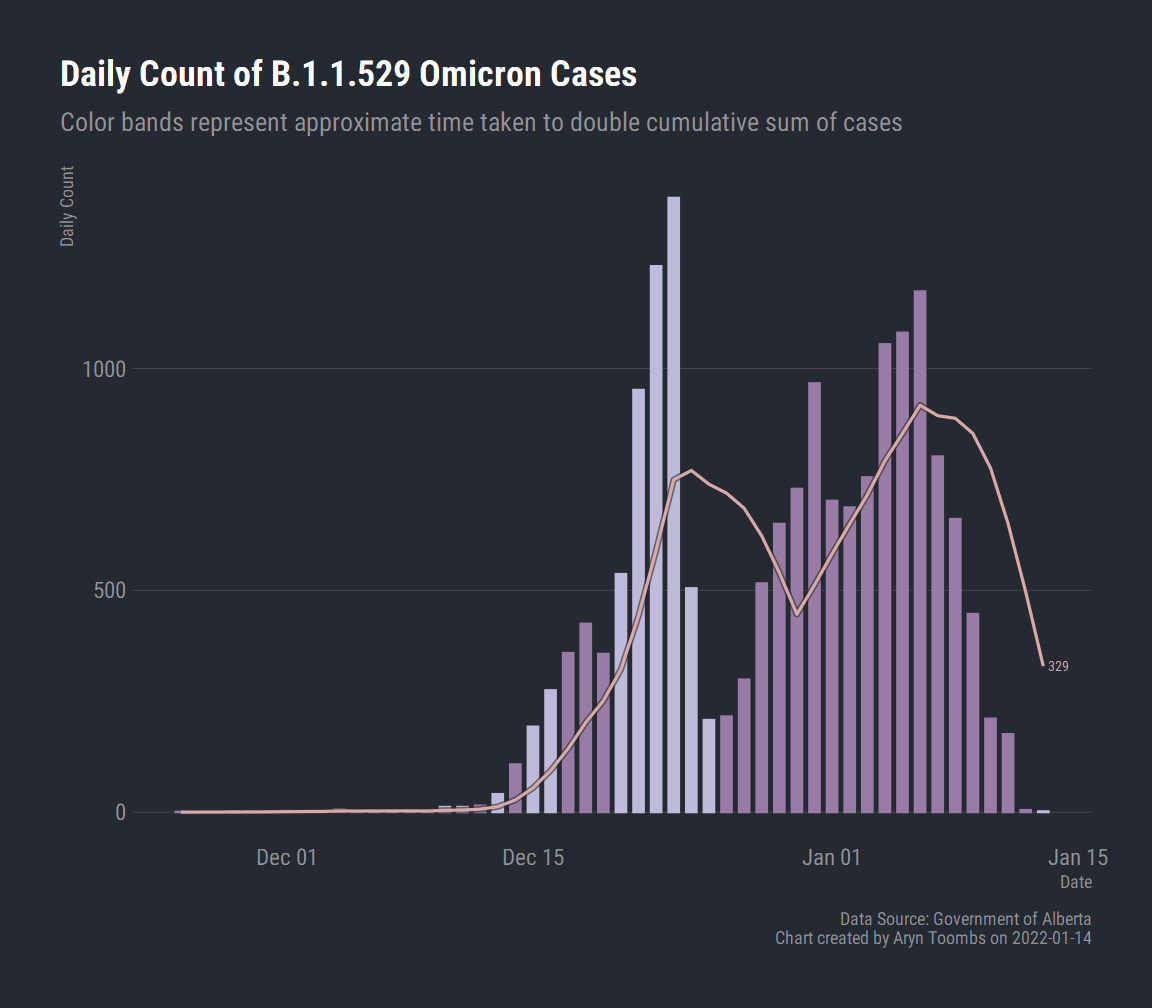 Daily Count of B.1.1.529 Omicron Cases
Color bands represent approximate time taken to double cumulative sum of cases
Daily Count
1000
500
0
329
Dec 01
Dec 15
Jan 01
Jan 15
Date
Data Source: Government of Alberta
Chart created by Aryn Toombs on 2022-01-14